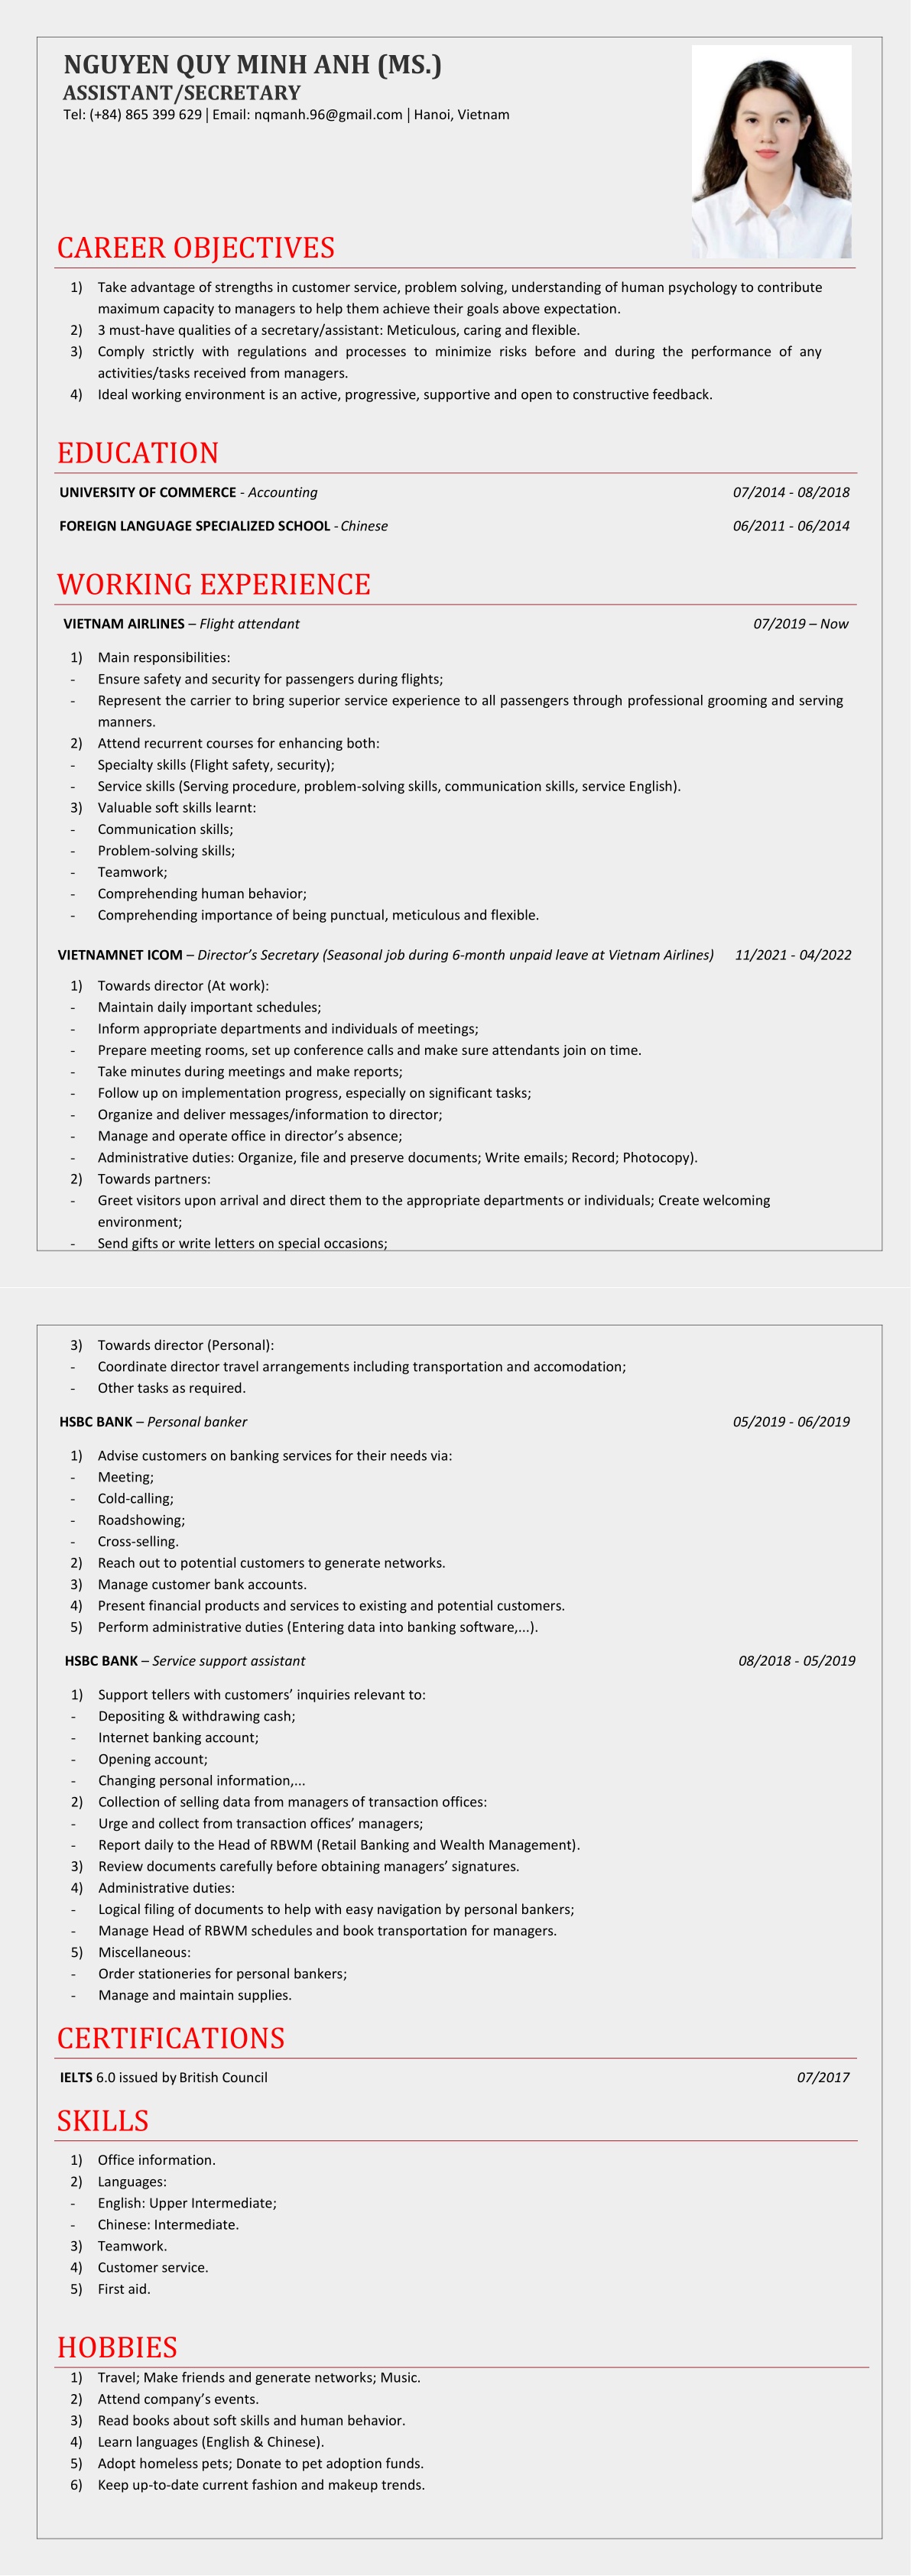 NGUYEN QUY MINH ANH (MS.)
ASSISTANT/SECRETARY
Tel: (+84) 865 399 629 | Email: nqmanh.96@gmail.com | Hanoi, Vietnam
CAREER OBJECTIVES
1) Take advantage of strengths in customer service, problem solving, understanding of human psychology to contribute
maximum capacity to managers to help them achieve their goals above expectation.
2) 3 must-have qualities of a secretary/assistant: Meticulous, caring and flexible.
3) Comply strictly with regulations and processes to minimize risks before and during the performance of any
activities/tasks received from managers.
4) Ideal working environment is an active, progressive, supportive and open to constructive feedback.
EDUCATION
UNIVERSITY OF COMMERCE - Accounting 07/2014 - 08/2018
FOREIGN LANGUAGE SPECIALIZED SCHOOL - Chinese 06/2011 - 06/2014
WORKING EXPERIENCE
VIETNAM AIRLINES – Flight attendant 07/2019 – Now
1) Main responsibilities:
- Ensure safety and security for passengers during flights;
- Represent the carrier to bring superior service experience to all passengers through professional grooming and serving
manners.
2) Attend recurrent courses for enhancing both:
- Specialty skills (Flight safety, security);
- Service skills (Serving procedure, problem-solving skills, communication skills, service English).
3) Valuable soft skills learnt:
- Communication skills;
- Problem-solving skills;
- Teamwork;
- Comprehending human behavior;
- Comprehending importance of being punctual, meticulous and flexible.
VIETNAMNET ICOM – Director’s Secretary (Seasonal job during 6-month unpaid leave at Vietnam Airlines) 11/2021 - 04/2022
1) Towards director (At work):
- Maintain daily important schedules;
- Inform appropriate departments and individuals of meetings;
- Prepare meeting rooms, set up conference calls and make sure attendants join on time.
- Take minutes during meetings and make reports;
- Follow up on implementation progress, especially on significant tasks;
- Organize and deliver messages/information to director;
- Manage and operate office in director’s absence;
- Administrative duties: Organize, file and preserve documents; Write emails; Record; Photocopy).
2) Towards partners:
- Greet visitors upon arrival and direct them to the appropriate departments or individuals; Create welcoming
environment;
- Send gifts or write letters on special occasions;
3) Towards director (Personal):
- Coordinate director travel arrangements including transportation and accomodation;
- Other tasks as required.
HSBC BANK – Personal banker 05/2019 - 06/2019
1) Advise customers on banking services for their needs via:
- Meeting;
- Cold-calling;
- Roadshowing;
- Cross-selling.
2) Reach out to potential customers to generate networks.
3) Manage customer bank accounts.
4) Present financial products and services to existing and potential customers.
5) Perform administrative duties (Entering data into banking software,...).
HSBC BANK – Service support assistant 08/2018 - 05/2019
1) Support tellers with customers’ inquiries relevant to:
- Depositing & withdrawing cash;
- Internet banking account;
- Opening account;
- Changing personal information,...
2) Collection of selling data from managers of transaction offices:
- Urge and collect from transaction offices’ managers;
- Report daily to the Head of RBWM (Retail Banking and Wealth Management).
3) Review documents carefully before obtaining managers’ signatures.
4) Administrative duties:
- Logical filing of documents to help with easy navigation by personal bankers;
- Manage Head of RBWM schedules and book transportation for managers.
5) Miscellaneous:
- Order stationeries for personal bankers;
- Manage and maintain supplies.
CERTIFICATIONS
IELTS 6.0 issued by British Council 07/2017
SKILLS
1) Office information.
2) Languages:
- English: Upper Intermediate;
- Chinese: Intermediate.
3) Teamwork.
4) Customer service.
5) First aid.
HOBBIES
1) Travel; Make friends and generate networks; Music.
2) Attend company’s events.
3) Read books about soft skills and human behavior.
4) Learn languages (English & Chinese).
5) Adopt homeless pets; Donate to pet adoption funds.
6) Keep up-to-date current fashion and makeup trends.